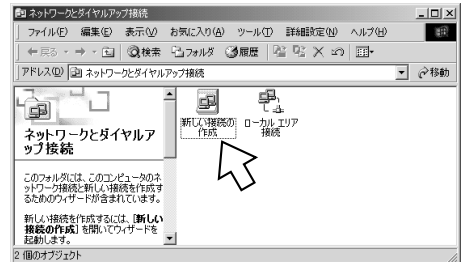 ネットワークとダイヤルアップ接続
ファイル(F) 編集(E) 表示(V) お気に入り(A) ツール(T) 詳細設定(N) ヘルプ(H)
戻る 検索 フォルダ 履歴
アドレス(D) ネットワークとダイヤルアップ接続 移動
ネットワークとダイヤルア
ップ接続
このフォルダには、このコンピュータのネ
ットワーク接続と新しい接続を作成す
るためのウィザードが含まれています。
新しい接続を作成するには、[新しい
接続の作成] を開いてウィザードを
起動します。
新しい接続の
作成
ローカル エリア
接続
2 個のオブジェクト